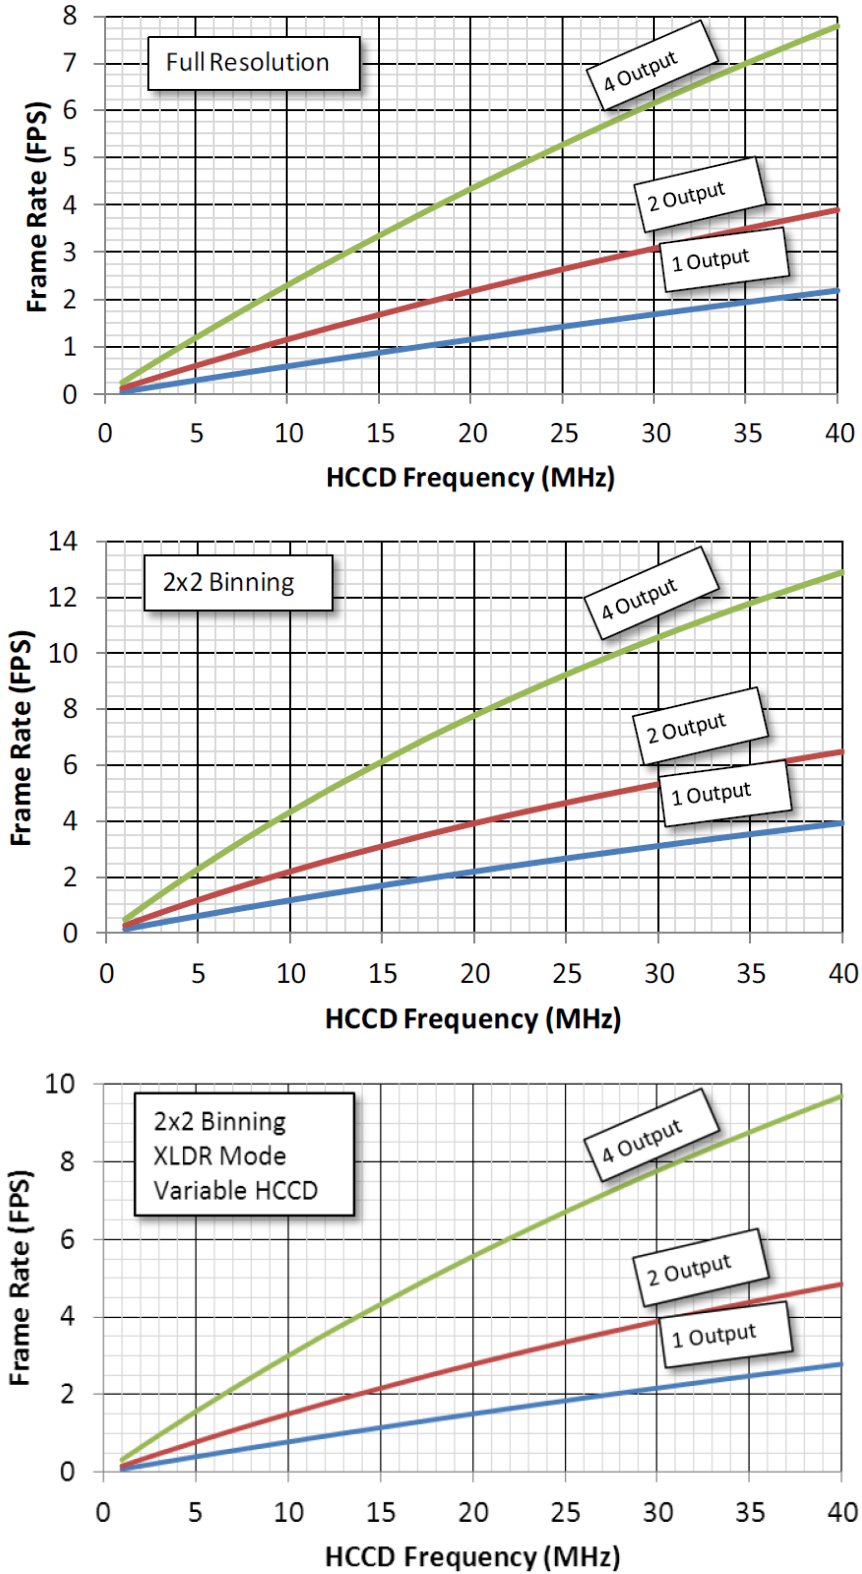 8
7
6
5
4
3
2
1
0
Frame Rate (FPS)
Full Resolution
4 Output
2 Output
1 Output
0 5 10 15 20 25 30 35 40
HCCD Frequency (MHz)
14
12
10
8
6
4
2
0
Frame Rate (FPS)
2x2 Binning
4 Output
2 Output
1 Output
0 5 10 15 20 25 30 35 40
HCCD Frequency (MHz)
10
8
6
4
2
0
Frame Rate (FPS)
2x2 Binning
XLDR Mode
Variable HCCD
4 Output
2 Output
1 Output
0 5 10 15 20 25 30 35 40
HCCD Frequency (MHz)